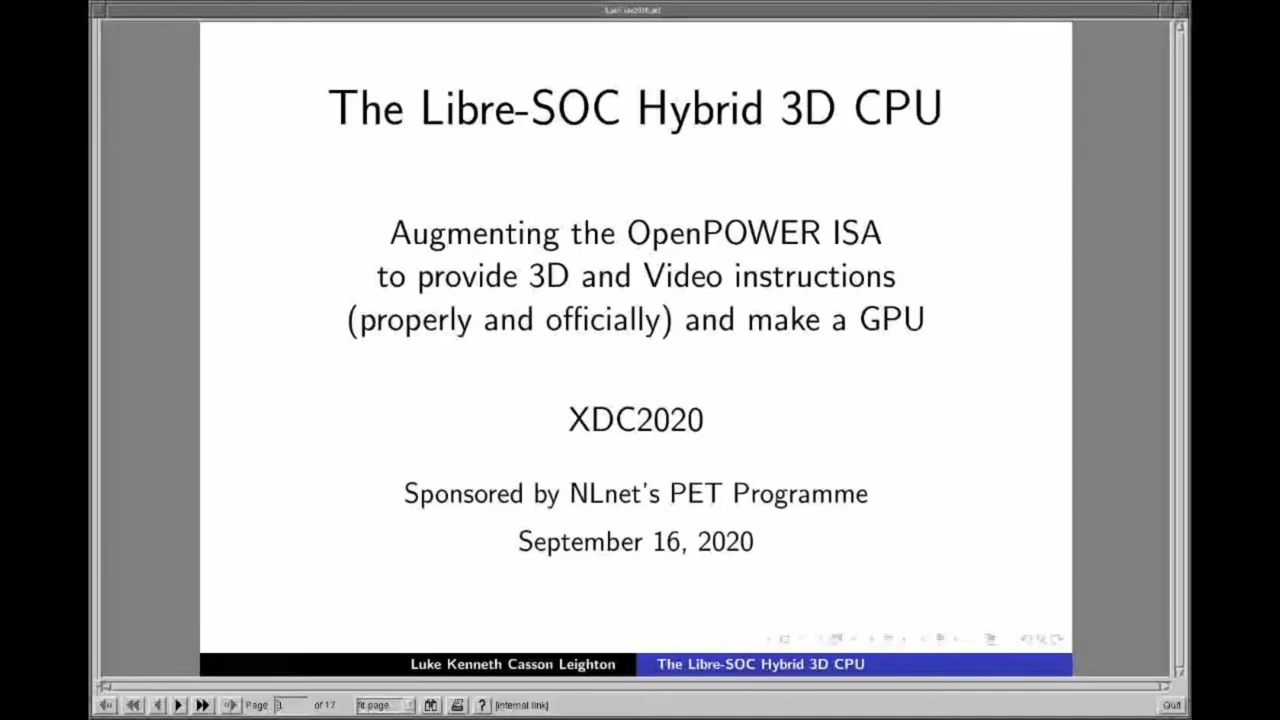 The Libre-SOC Hybrid 3D CPU
Augmenting the OpenPOWER ISA
to provide 3D and Video instructions
(properly and officially) and make a GPU
XDC2020
Sponsored by NLnet's PET Programme
September 16, 2020
Luke Kenneth Casson Leighton
The Libre-SOC Hybrid 3D CPU
Page 1 of 17 fit page ? [internal link] Quit